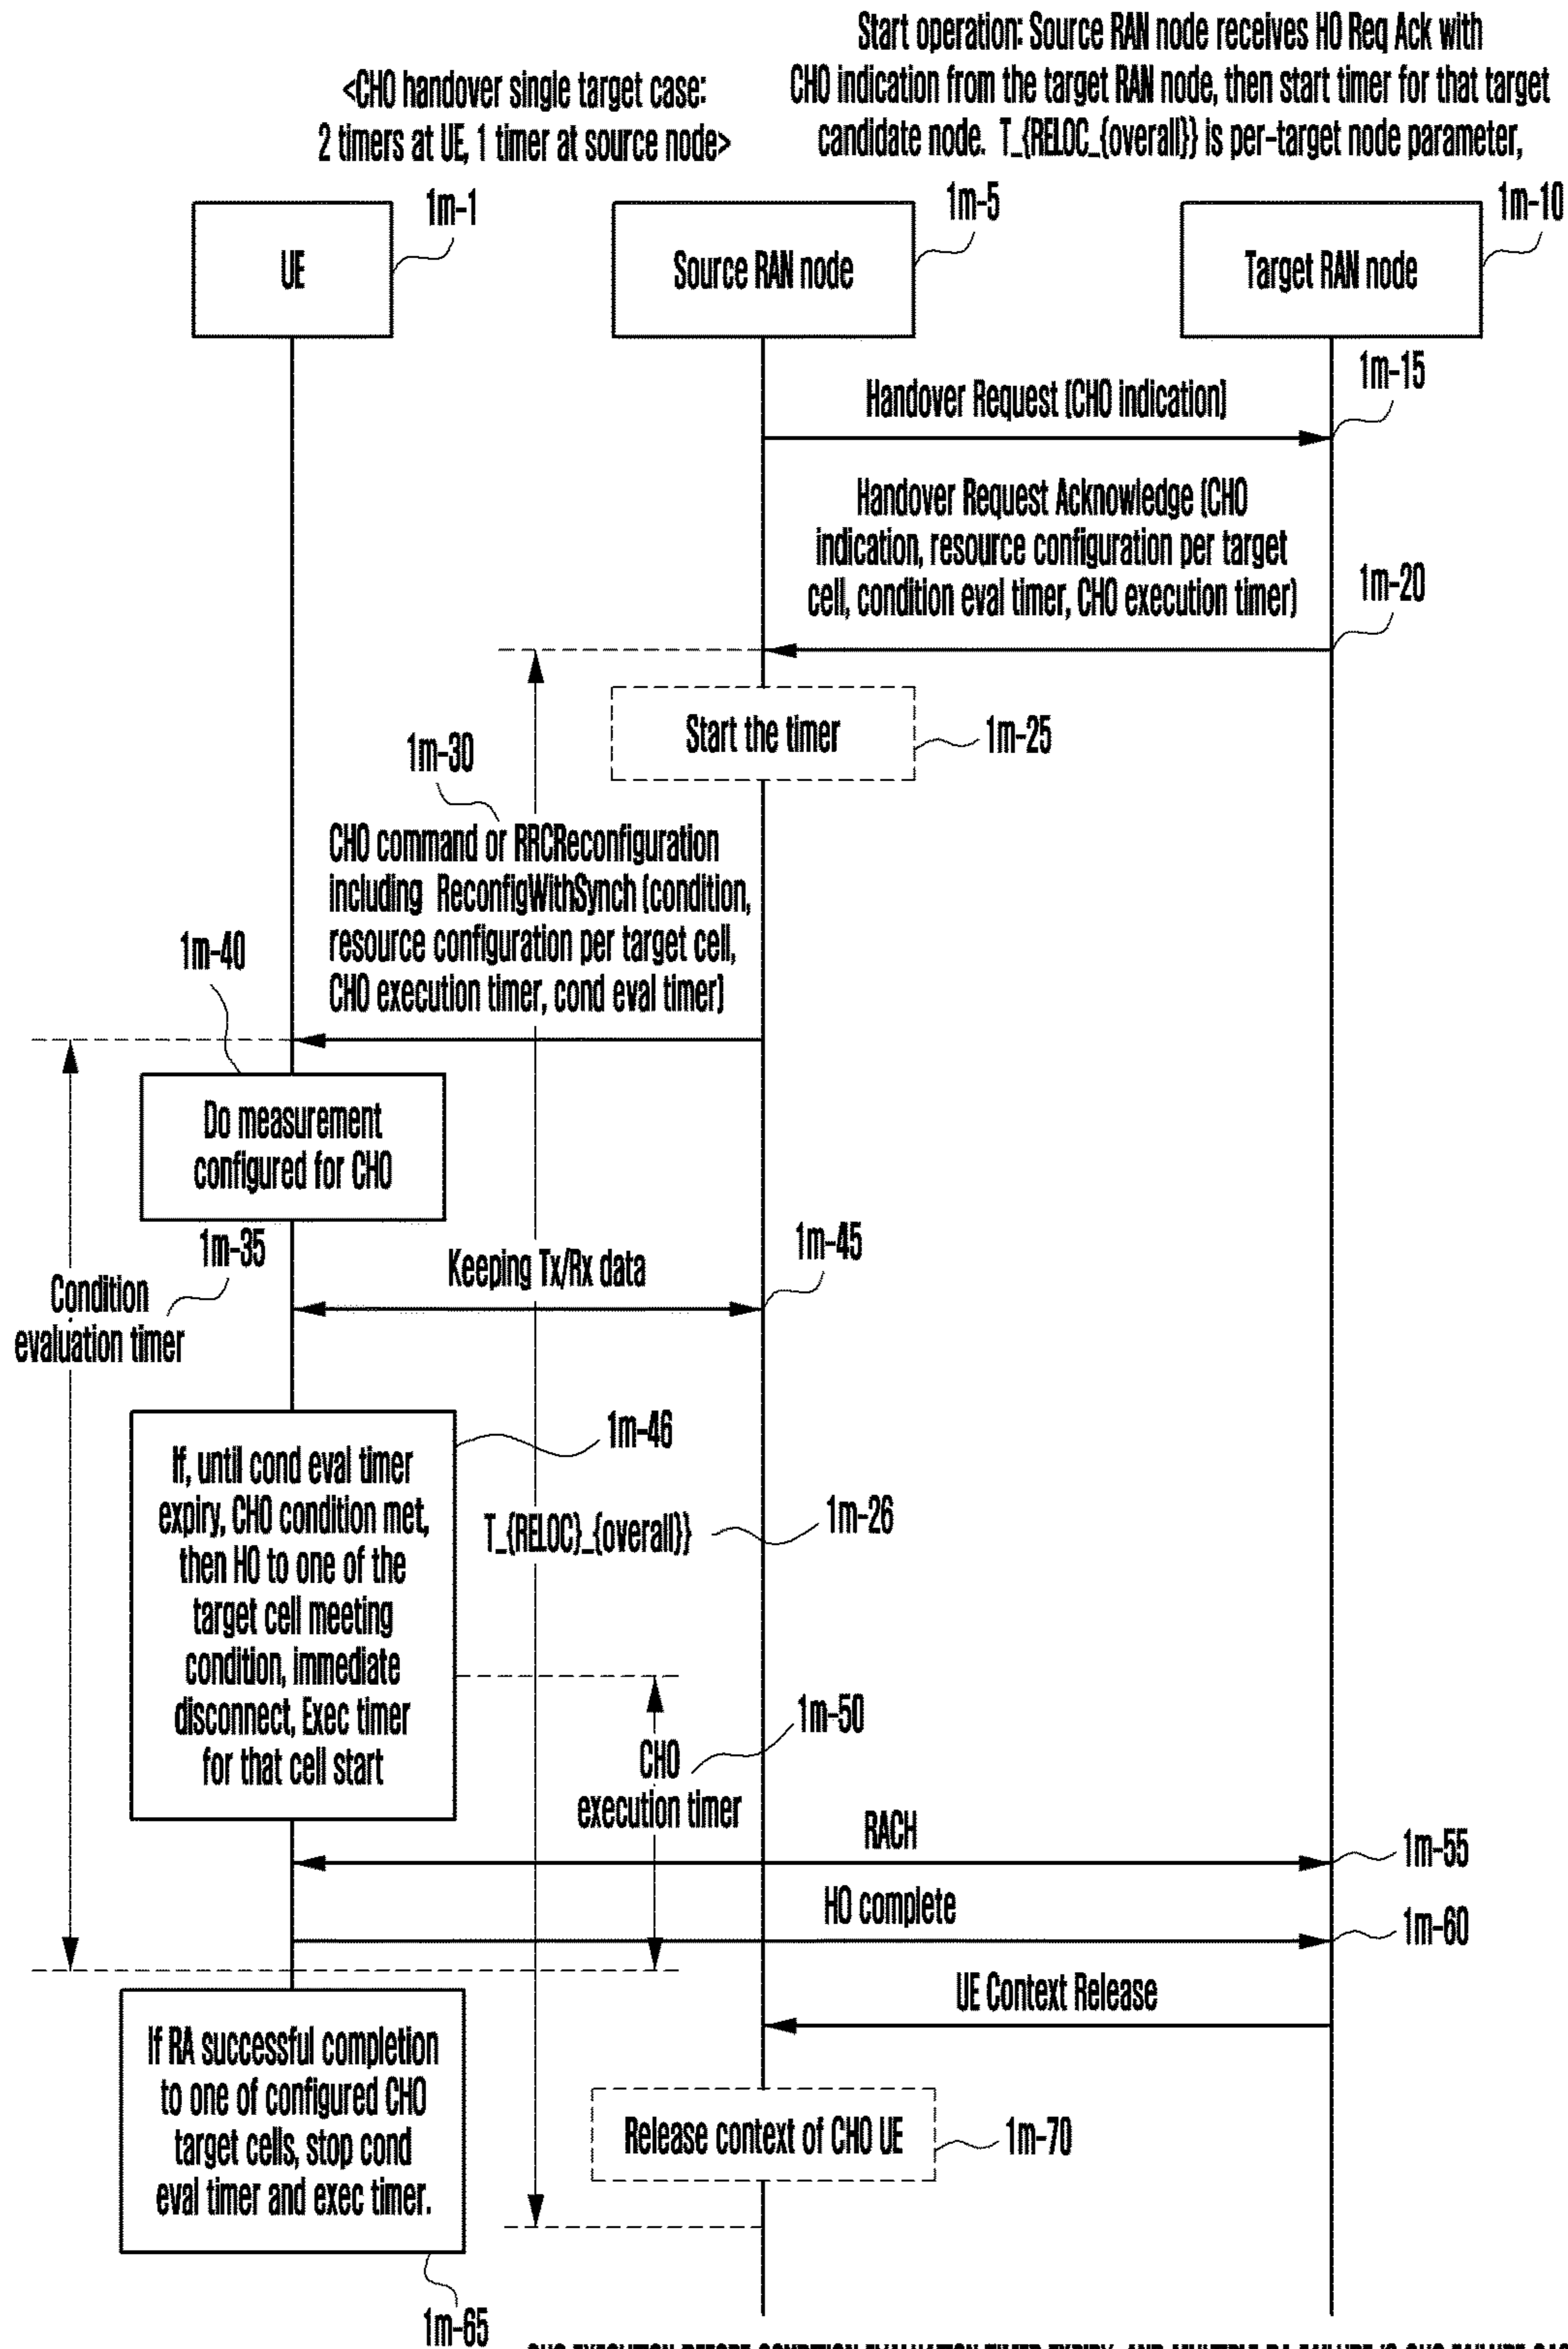 Start operation: Source RAN node receives HO Req Ack with
CHO indication from the target RAN node, then start timer for that target
candidate node. T_{RELOC_{overall}} is per-target node parameter,
<CHO handover single target case:
2 timers at UE, 1 timer at source node>
1m-1
1m-5
1m-10
UE
Source RAN node
Target RAN node
1m-15
Handover Request (CHO indication)
Handover Request Acknowledge (CHO
indication, resource configuration per target
cell, condition eval timer, CHO execution timer)
1m-20
Start the timer
1m-25
1m-30
CHO command or RRCReconfiguration
including ReconfigWithSynch (condition,
resource configuration per target cell,
CHO execution timer, cond eval timer)
1m-40
Do measurement
configured for CHO
1m-35
Condition
evaluation timer
Keeping Tx/Rx data
1m-45
If, until cond eval timer
expiry, CHO condition met,
then HO to one of the
target cell meeting
condition, immediate
disconnect, Exec timer
for that cell start
1m-46
T_{RELOC}_{overall}}
1m-26
1m-50
CHO
execution timer
RACH
1m-55
HO complete
1m-60
UE Context Release
If RA successful completion
to one of configured CHO
target cells, stop cond
eval timer and exec timer.
1m-65
Release context of CHO UE
1m-70